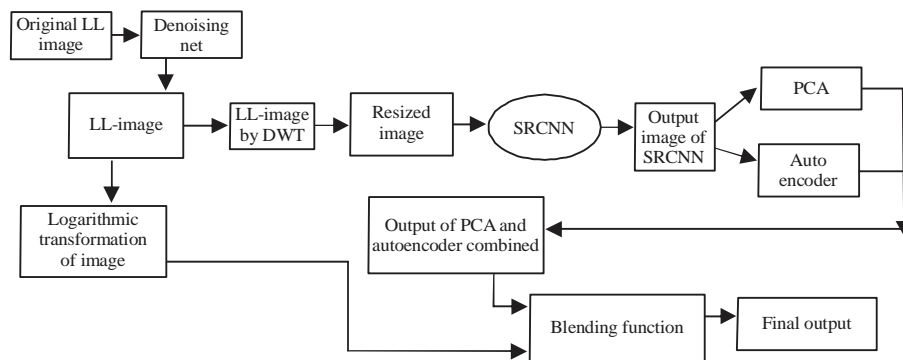 Original LL
image
Denoising
net
LL-image
LL-image
by DWT
Resized
image
SRCNN
Output
image of
SRCNN
PCA
Auto
encoder
Logarithmic
transformation
of image
Output of PCA and
autoencoder combined
Blending function
Final output